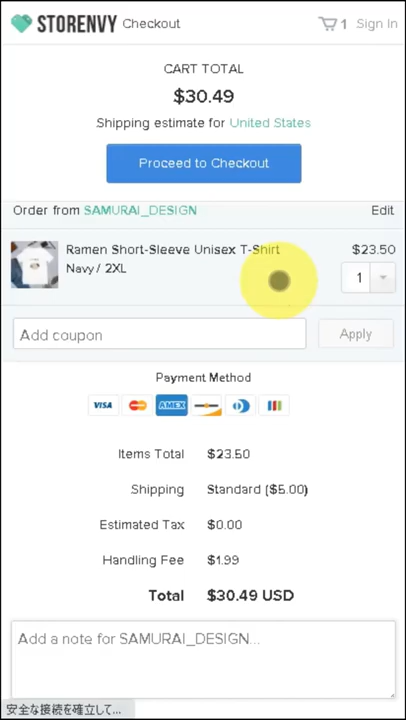 STORENVY Checkout 1 Sign In
CART TOTAL
$30.49
Shipping estimate for United States
Proceed to Checkout
Order from SAMURAI_DESIGN Edit
Ramen Short-Sleeve Unisex T-Shirt $23.50
Navy / 2XL 1
Add coupon Apply
Payment Method
VISA AMEX
Items Total $23.50
Shipping Standard ($5.00)
Estimated Tax $0.00
Handling Fee $1.99
Total $30.49 USD
Add a note for SAMURAI_DESIGN...
安全な接続を確立して...